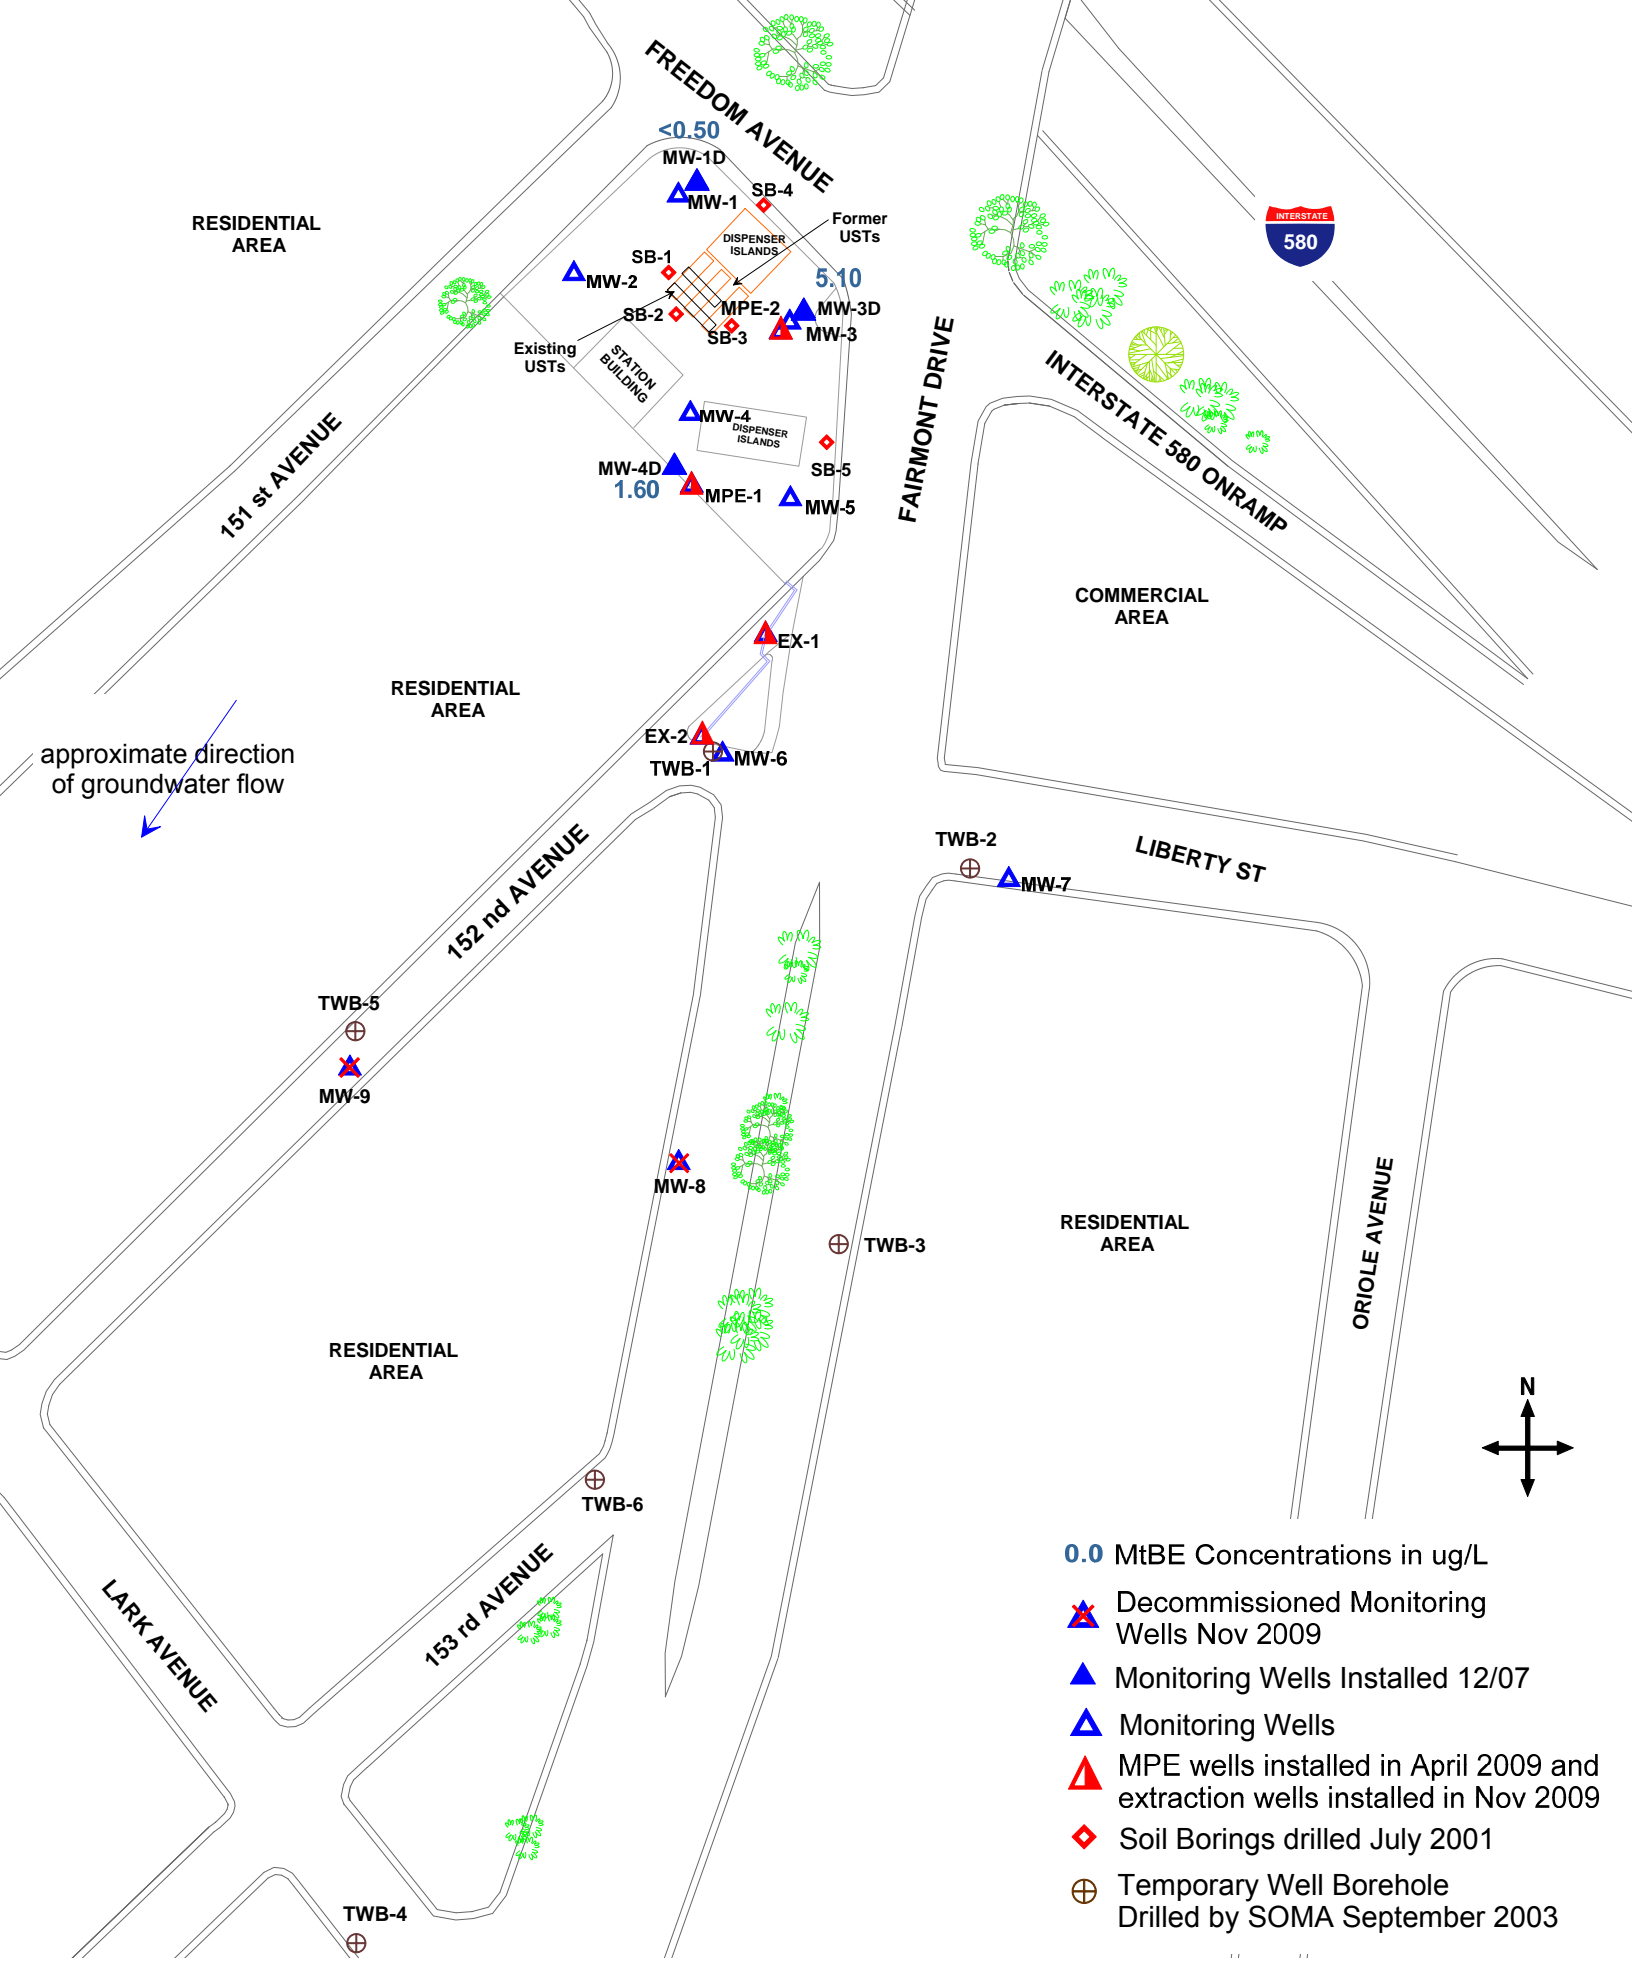 FREEDOM AVENUE
<0.50
MW-1D
MW-1
SB-4
RESIDENTIAL
AREA
Former
USTs
DISPENSER
ISLANDS
INTERSTATE
580
SB-1
MW-2
5.10
MPE-2
MW-3D
SB-2
SB-3
MW-3
Existing
USTs
STATION
BUILDING
FAIRMONT DRIVE
INTERSTATE 580 ONRAMP
MW-4
DISPENSER
ISLANDS
151 st AVENUE
MW-4D
1.60
SB-5
MPE-1
MW-5
COMMERCIAL
AREA
EX-1
RESIDENTIAL
AREA
EX-2
approximate direction
of groundwater flow
TWB-1
MW-6
TWB-2
LIBERTY ST
MW-7
152 nd AVENUE
TWB-5
MW-9
MW-8
TWB-3
RESIDENTIAL
AREA
ORIOLE AVENUE
RESIDENTIAL
AREA
N
TWB-6
153 rd AVENUE
LARK AVENUE
TWB-4
0.0 MtBE Concentrations in ug/L
Decommissioned Monitoring
Wells Nov 2009
Monitoring Wells Installed 12/07
Monitoring Wells
MPE wells installed in April 2009 and
extraction wells installed in Nov 2009
Soil Borings drilled July 2001
Temporary Well Borehole
Drilled by SOMA September 2003